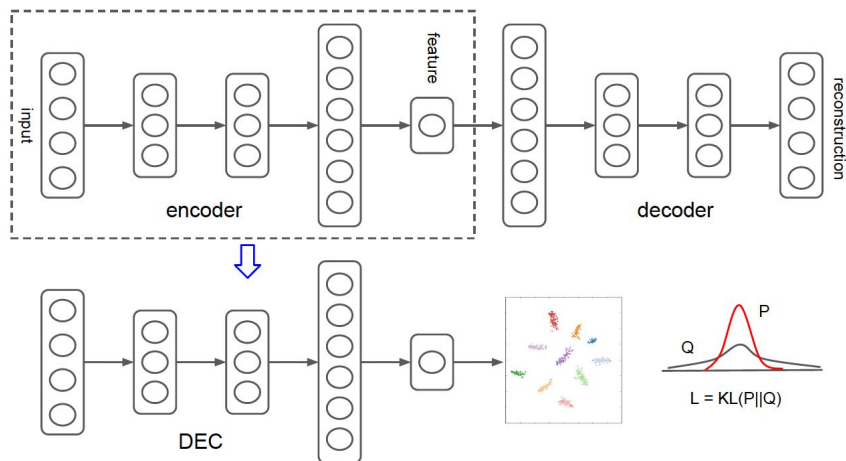 input
encoder
feature
decoder
reconstruction
DEC
Q
P
L = KL(P||Q)